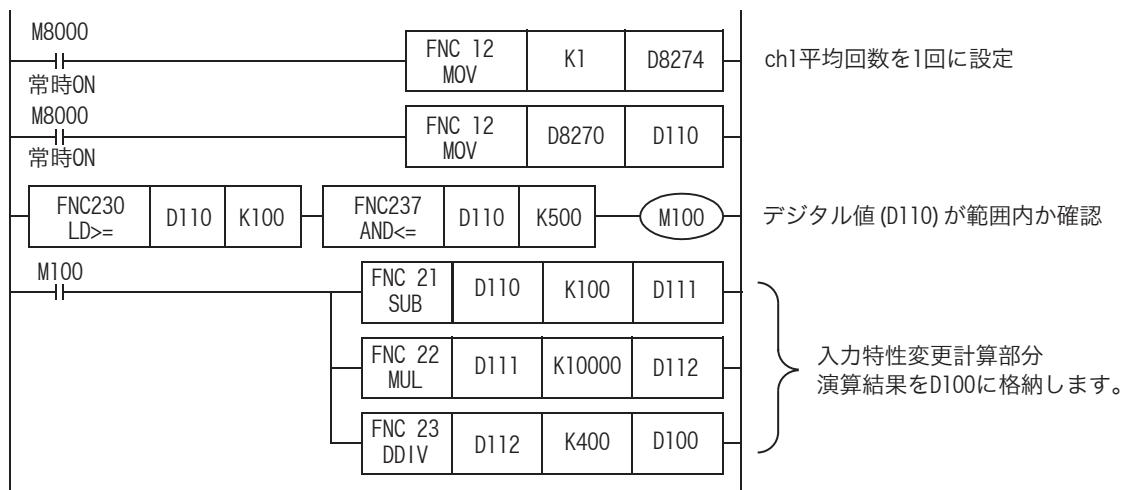 M8000
常時ON
FNC 12
MOV
K1
D8274
ch1平均回数を1回に設定
M8000
常時ON
FNC 12
MOV
D8270
D110
FNC230
LD>=
D110
K100
FNC237
AND<=
D110
K500
M100
デジタル値(D110)が範囲内か確認
M100
FNC 21
SUB
D110
K100
D111
FNC 22
MUL
D111
K10000
D112
FNC 23
DDIV
D112
K400
D100
入力特性変更計算部分
演算結果をD100に格納します。